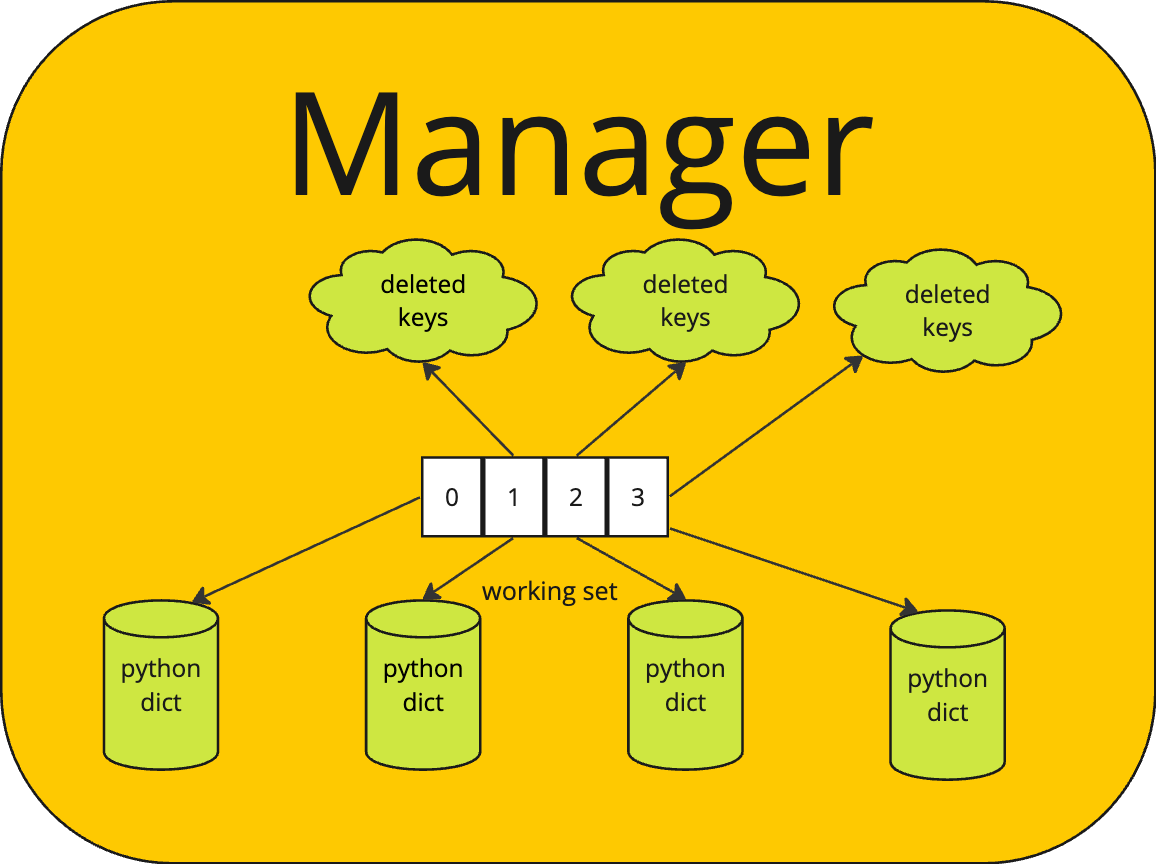 Manager
deleted
keys
deleted
keys
deleted
keys
0 1 2 3
working set
python
dict
python
dict
python
dict
python
dict